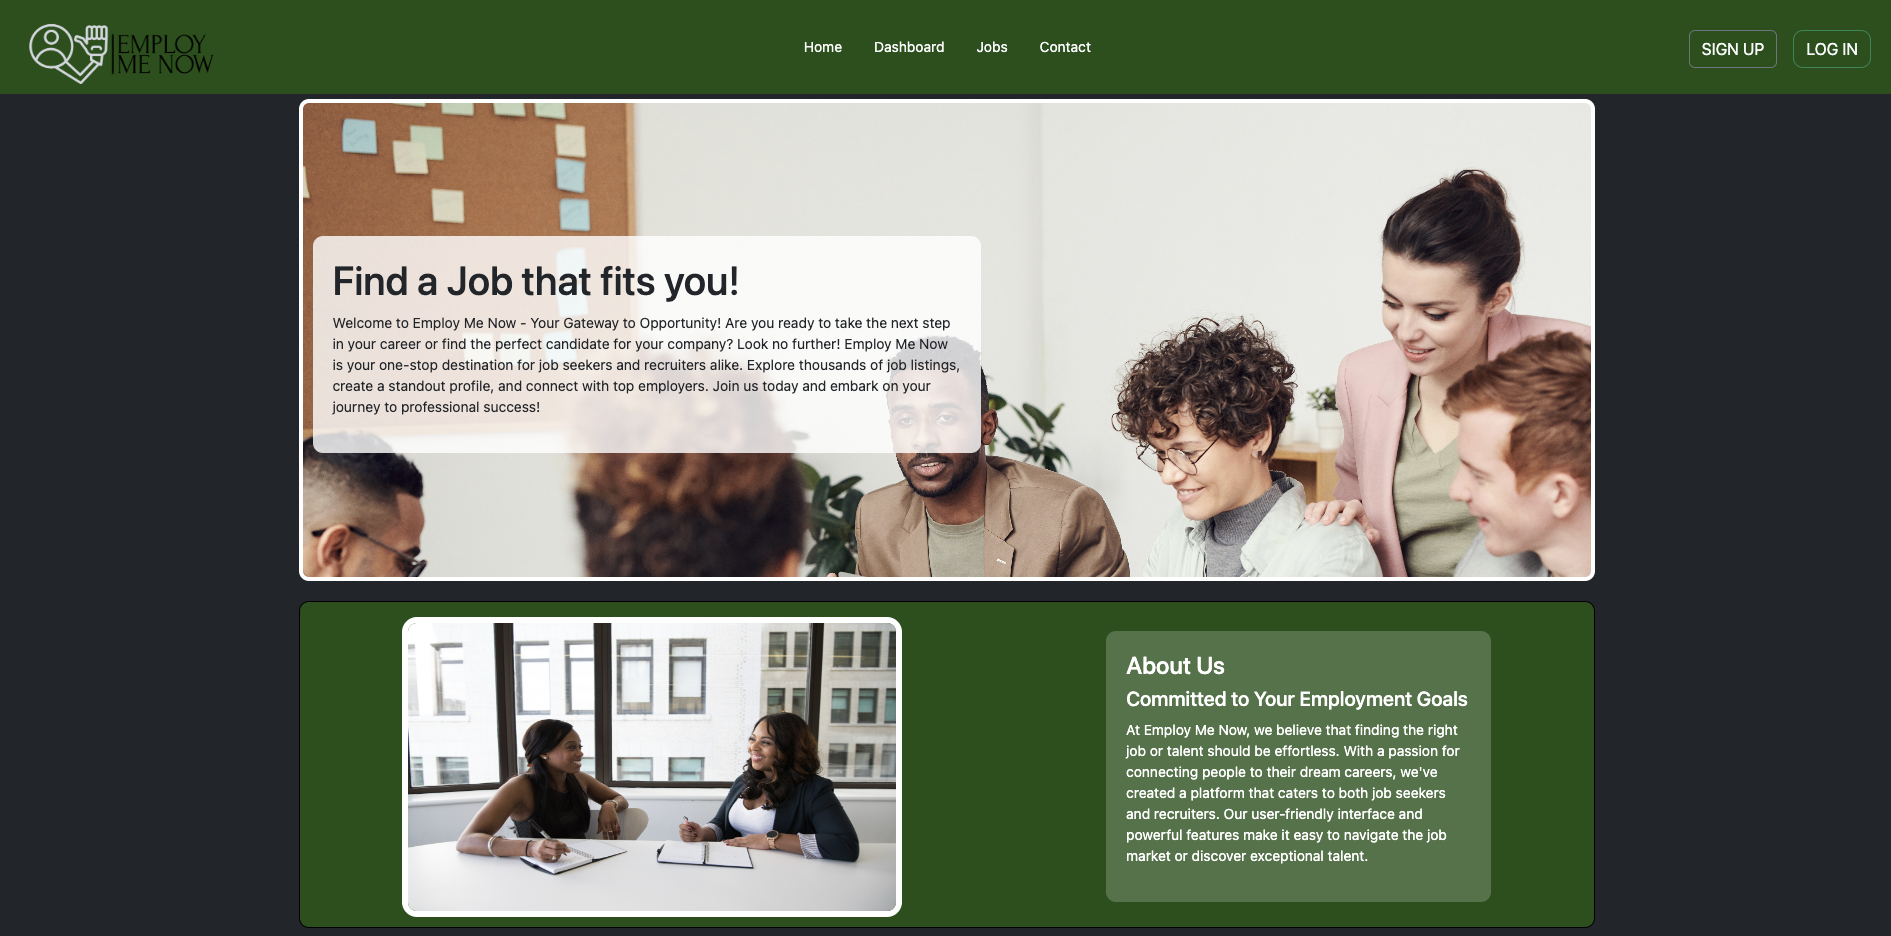 EMPLOY
ME NOW
Home Dashboard Jobs Contact
SIGN UP LOG IN
Find a Job that fits you!
Welcome to Employ Me Now - Your Gateway to Opportunity! Are you ready to take the next step
in your career or find the perfect candidate for your company? Look no further! Employ Me Now
is your one-stop destination for job seekers and recruiters alike. Explore thousands of job listings,
create a standout profile, and connect with top employers. Join us today and embark on your
journey to professional success!
About Us
Committed to Your Employment Goals
At Employ Me Now, we believe that finding the right
job or talent should be effortless. With a passion for
connecting people to their dream careers, we've
created a platform that caters to both job seekers
and recruiters. Our user-friendly interface and
powerful features make it easy to navigate the job
market or discover exceptional talent.